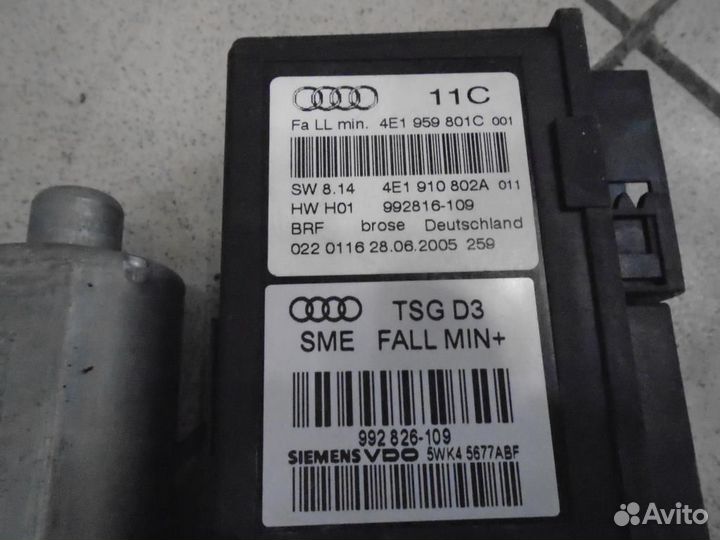 11C
Fa LL min. 4E1 959 801C 001
SW 8.14 4E1 910 802A 011
HW H01 992816-109
BRF brose Deutschland
022 0116 28.06.2005 259
TSG D3
SME FALL MIN+
992 826-109
SIEMENS VDO 5WK4 5677ABF
Avito